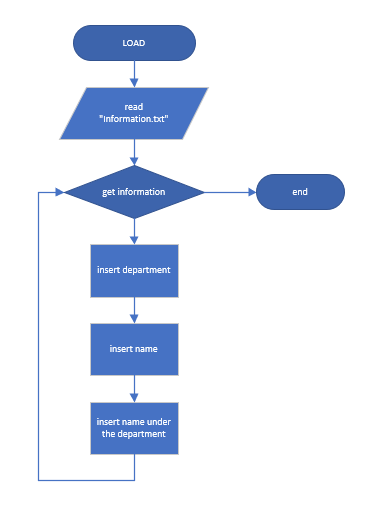 LOAD
read
"Information.txt"
get information
end
insert department
insert name
insert name under
the department